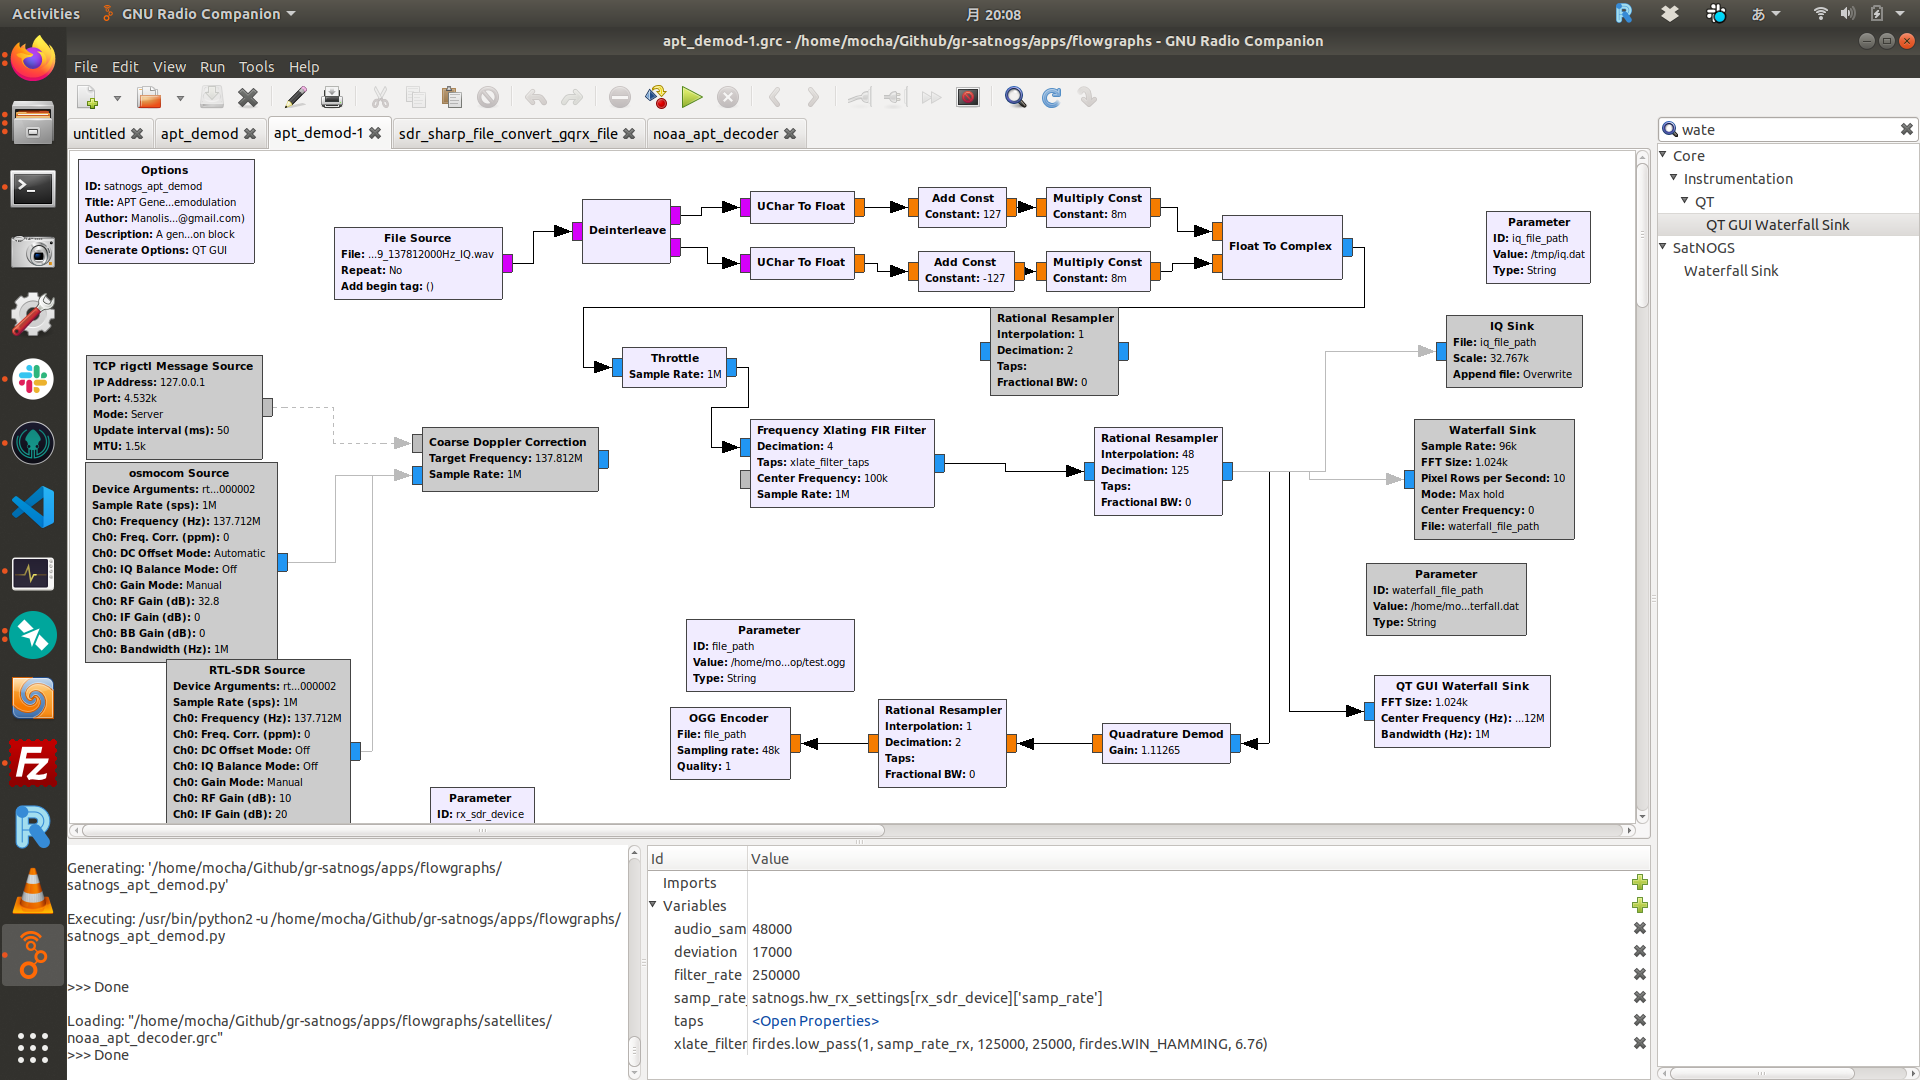 Activities
GNU Radio Companion
月 20:08
あ
apt_demod-1.grc - /home/mocha/Github/gr-satnogs/apps/flowgraphs - GNU Radio Companion
File Edit View Run Tools Help
untitled
apt_demod
apt_demod-1
sdr_sharp_file_convert_gqrx_file
noaa_apt_decoder
wate
Core
Instrumentation
QT
QT GUI Waterfall Sink
SatNOGS
Waterfall Sink
Options
ID: satnogs_apt_demod
Title: APT Gene...emodulation
Author: Manolis...@gmail.com)
Description: A gen...on block
Generate Options: QT GUI
File Source
File: ...9_137812000Hz_IQ.wav
Repeat: No
Add begin tag: ()
Deinterleave
UChar To Float
Add Const
Constant: 127
Multiply Const
Constant: 8m
UChar To Float
Add Const
Constant: -127
Multiply Const
Constant: 8m
Float To Complex
Parameter
ID: iq_file_path
Value: /tmp/iq.dat
Type: String
Rational Resampler
Interpolation: 1
Decimation: 2
Taps:
Fractional BW: 0
IQ Sink
File: iq_file_path
Scale: 32.767k
Append file: Overwrite
Throttle
Sample Rate: 1M
TCP rigctl Message Source
IP Address: 127.0.0.1
Port: 4.532k
Mode: Server
Update interval (ms): 50
MTU: 1.5k
Coarse Doppler Correction
Target Frequency: 137.812M
Sample Rate: 1M
Frequency Xlating FIR Filter
Decimation: 4
Taps: xlate_filter_taps
Center Frequency: 100k
Sample Rate: 1M
Rational Resampler
Interpolation: 48
Decimation: 125
Taps:
Fractional BW: 0
Waterfall Sink
Sample Rate: 96k
FFT Size: 1.024k
Pixel Rows per Second: 10
Mode: Max hold
Center Frequency: 0
File: waterfall_file_path
osmocom Source
Device Arguments: rt...000002
Sample Rate (sps): 1M
Ch0: Frequency (Hz): 137.712M
Ch0: Freq. Corr. (ppm): 0
Ch0: DC Offset Mode: Automatic
Ch0: IQ Balance Mode: Off
Ch0: Gain Mode: Manual
Ch0: RF Gain (dB): 32.8
Ch0: IF Gain (dB): 0
Ch0: BB Gain (dB): 0
Ch0: Bandwidth (Hz): 1M
Parameter
ID: waterfall_file_path
Value: /home/mo...terfall.dat
Type: String
Parameter
ID: file_path
Value: /home/mo...op/test.ogg
Type: String
RTL-SDR Source
Device Arguments: rt...000002
Sample Rate (sps): 1M
Ch0: Frequency (Hz): 137.712M
Ch0: Freq. Corr. (ppm): 0
Ch0: DC Offset Mode: Off
Ch0: IQ Balance Mode: Off
Ch0: Gain Mode: Manual
Ch0: RF Gain (dB): 10
Ch0: IF Gain (dB): 20
OGG Encoder
File: file_path
Sampling rate: 48k
Quality: 1
Rational Resampler
Interpolation: 1
Decimation: 2
Taps:
Fractional BW: 0
Quadrature Demod
Gain: 1.11265
QT GUI Waterfall Sink
FFT Size: 1.024k
Center Frequency (Hz): ...12M
Bandwidth (Hz): 1M
Parameter
ID: rx_sdr_device
Generating: '/home/mocha/Github/gr-satnogs/apps/flowgraphs/
satnogs_apt_demod.py'
Executing: /usr/bin/python2 -u /home/mocha/Github/gr-satnogs/apps/flowgraphs/
satnogs_apt_demod.py
>>> Done
Loading: "/home/mocha/Github/gr-satnogs/apps/flowgraphs/satellites/
noaa_apt_decoder.grc"
>>> Done
Id Value
Imports
Variables
audio_sam 48000
deviation 17000
filter_rate 250000
samp_rate_ satnogs.hw_rx_settings[rx_sdr_device]['samp_rate']
taps <Open Properties>
xlate_filter firdes.low_pass(1, samp_rate_rx, 125000, 25000, firdes.WIN_HAMMING, 6.76)